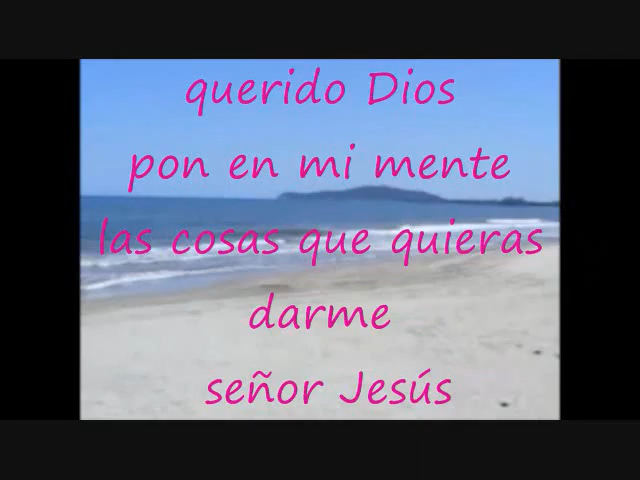 querido Dios
pon en mi mente
las cosas que quieras
darme
señor Jesús